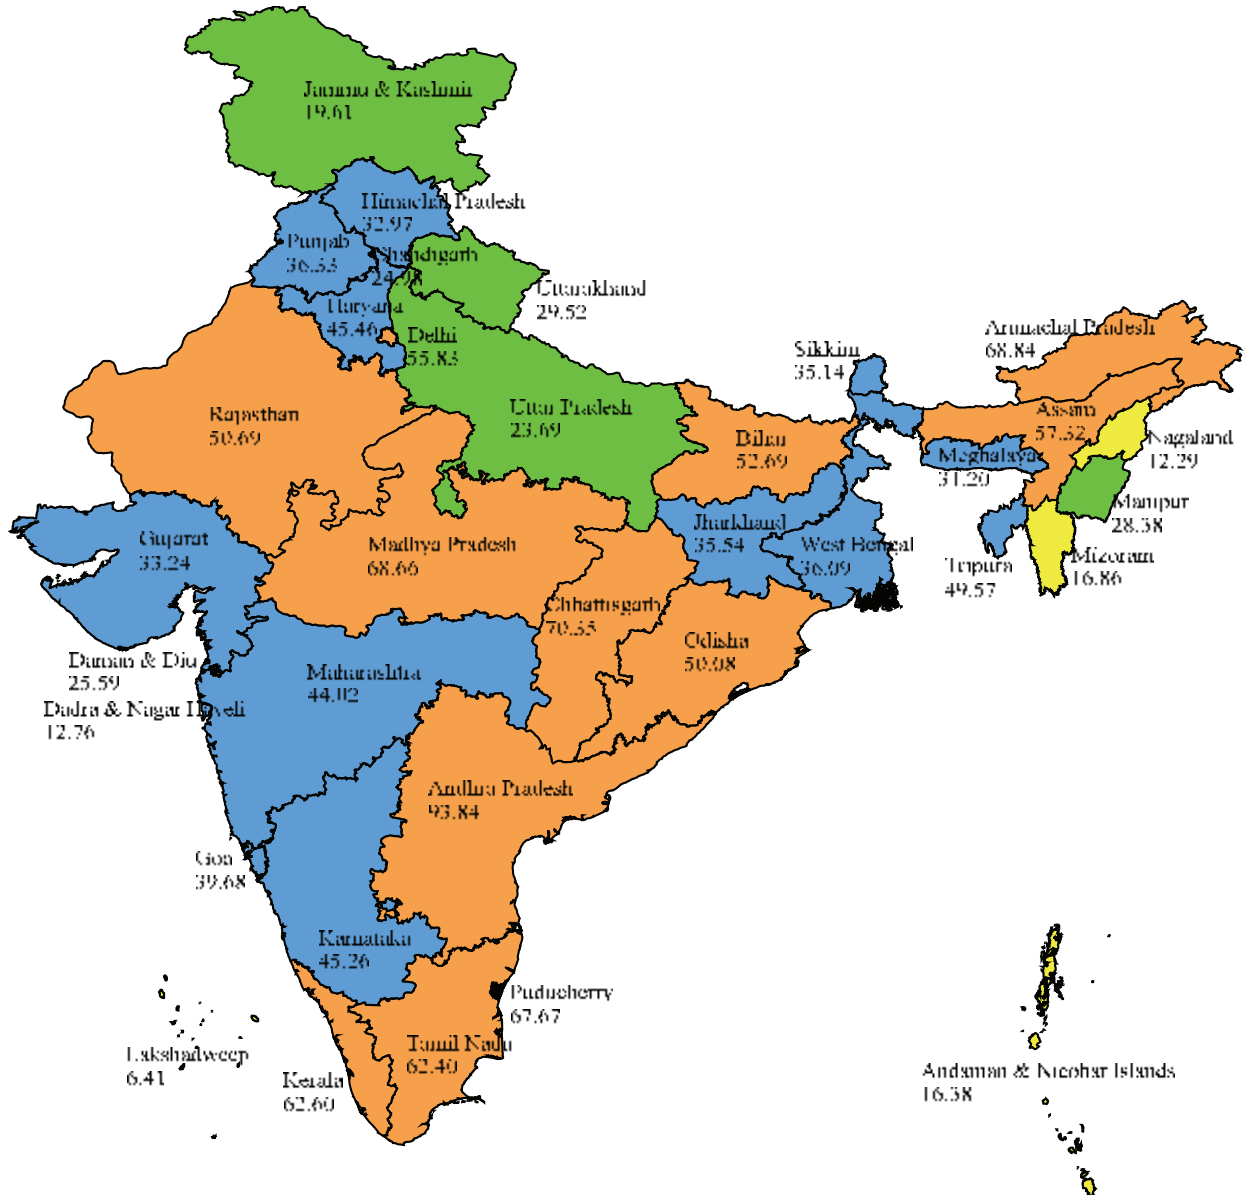 Jammu & Kashmir
19.61
Himachal Pradesh
32.97
Punjab
36.33
Chandigarh
24.98
Uttarakhand
29.52
Haryana
45.46
Delhi
55.83
Arunachal Pradesh
68.84
Sikkim
35.14
Rajasthan
50.69
Uttar Pradesh
23.69
Bihar
52.69
Assam
57.32
Nagaland
12.29
Meghalaya
31.20
Manipur
28.38
Gujarat
33.24
Madhya Pradesh
68.66
Jharkhand
35.54
West Bengal
36.09
Tripura
49.57
Mizoram
16.86
Chhattisgarh
70.35
Odisha
50.08
Daman & Diu
25.59
Maharashtra
44.02
Dadra & Nagar Haveli
12.76
Andhra Pradesh
93.84
Goa
39.68
Karnataka
45.26
Puducherry
67.67
Lakshadweep
6.41
Tamil Nadu
62.40
Kerala
62.60
Andaman & Nicobar Islands
16.38